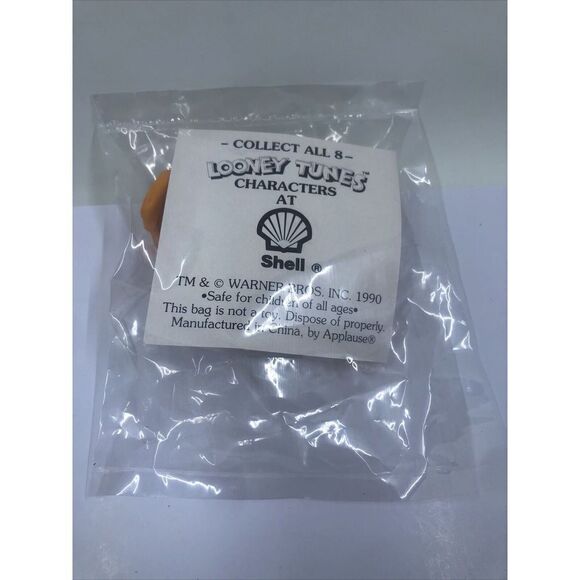 - COLLECT ALL 8 -
LOONEY TUNES™
CHARACTERS
AT
Shell ®
TM & © WARNER BROS. INC. 1990
•Safe for children of all ages•
This bag is not a toy. Dispose of properly.
Manufactured in China, by Applause®